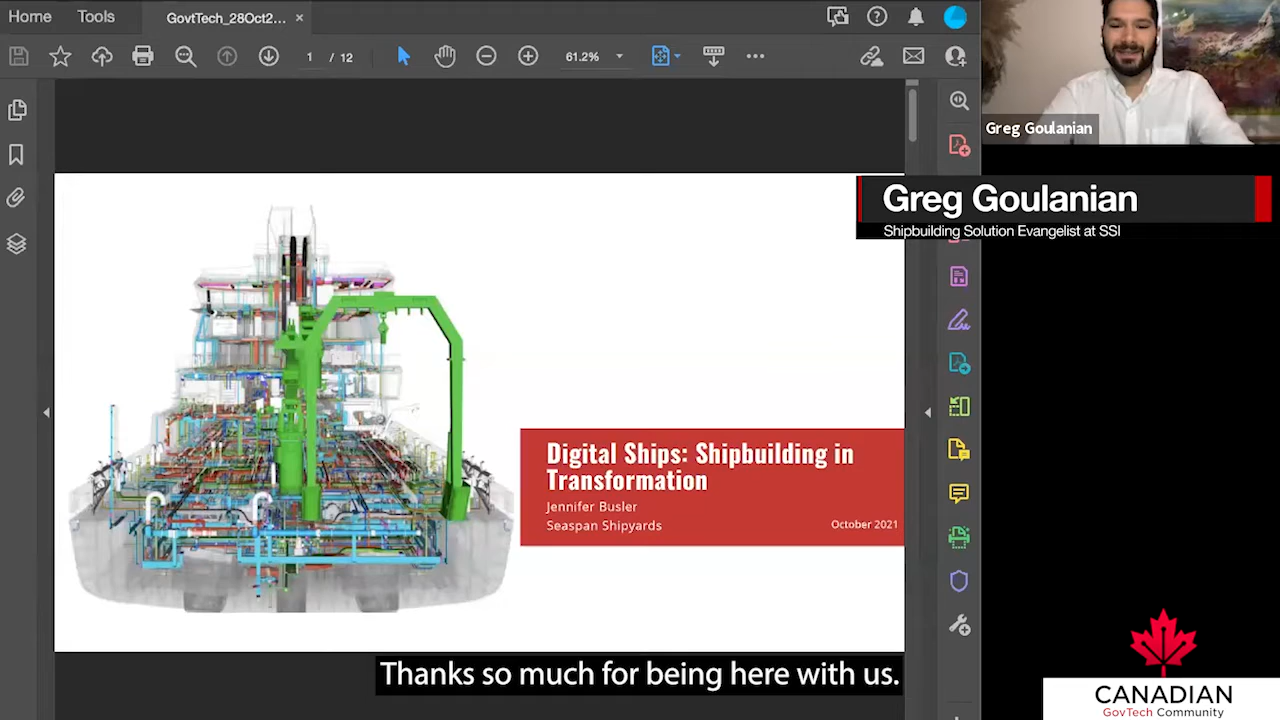 Home
Tools
GovtTech_28Oct2...
1
/ 12
61.2%
Greg Goulanian
Greg Goulanian
Shipbuilding Solution Evangelist at SSI
Digital Ships: Shipbuilding in
Transformation
Jennifer Busler
Seaspan Shipyards
October 2021
Thanks so much for being here with us.
CANADIAN
GovTech Community